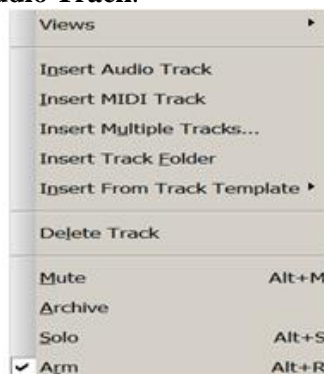 Audio Track.
Views
Insert Audio Track
Insert MIDI Track
Insert Multiple Tracks...
Insert Track Folder
Insert From Track Template
Delete Track
Mute Alt+M
Archive
Solo Alt+S
Arm Alt+R